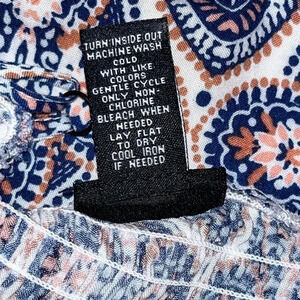 TURN INSIDE OUT
MACHINE WASH
COLD
WITH LIKE
COLORS
GENTLE CYCLE
ONLY NON-
CHLORINE
BLEACH WHEN
NEEDED
LAY FLAT
TO DRY
COOL IRON
IF NEEDED